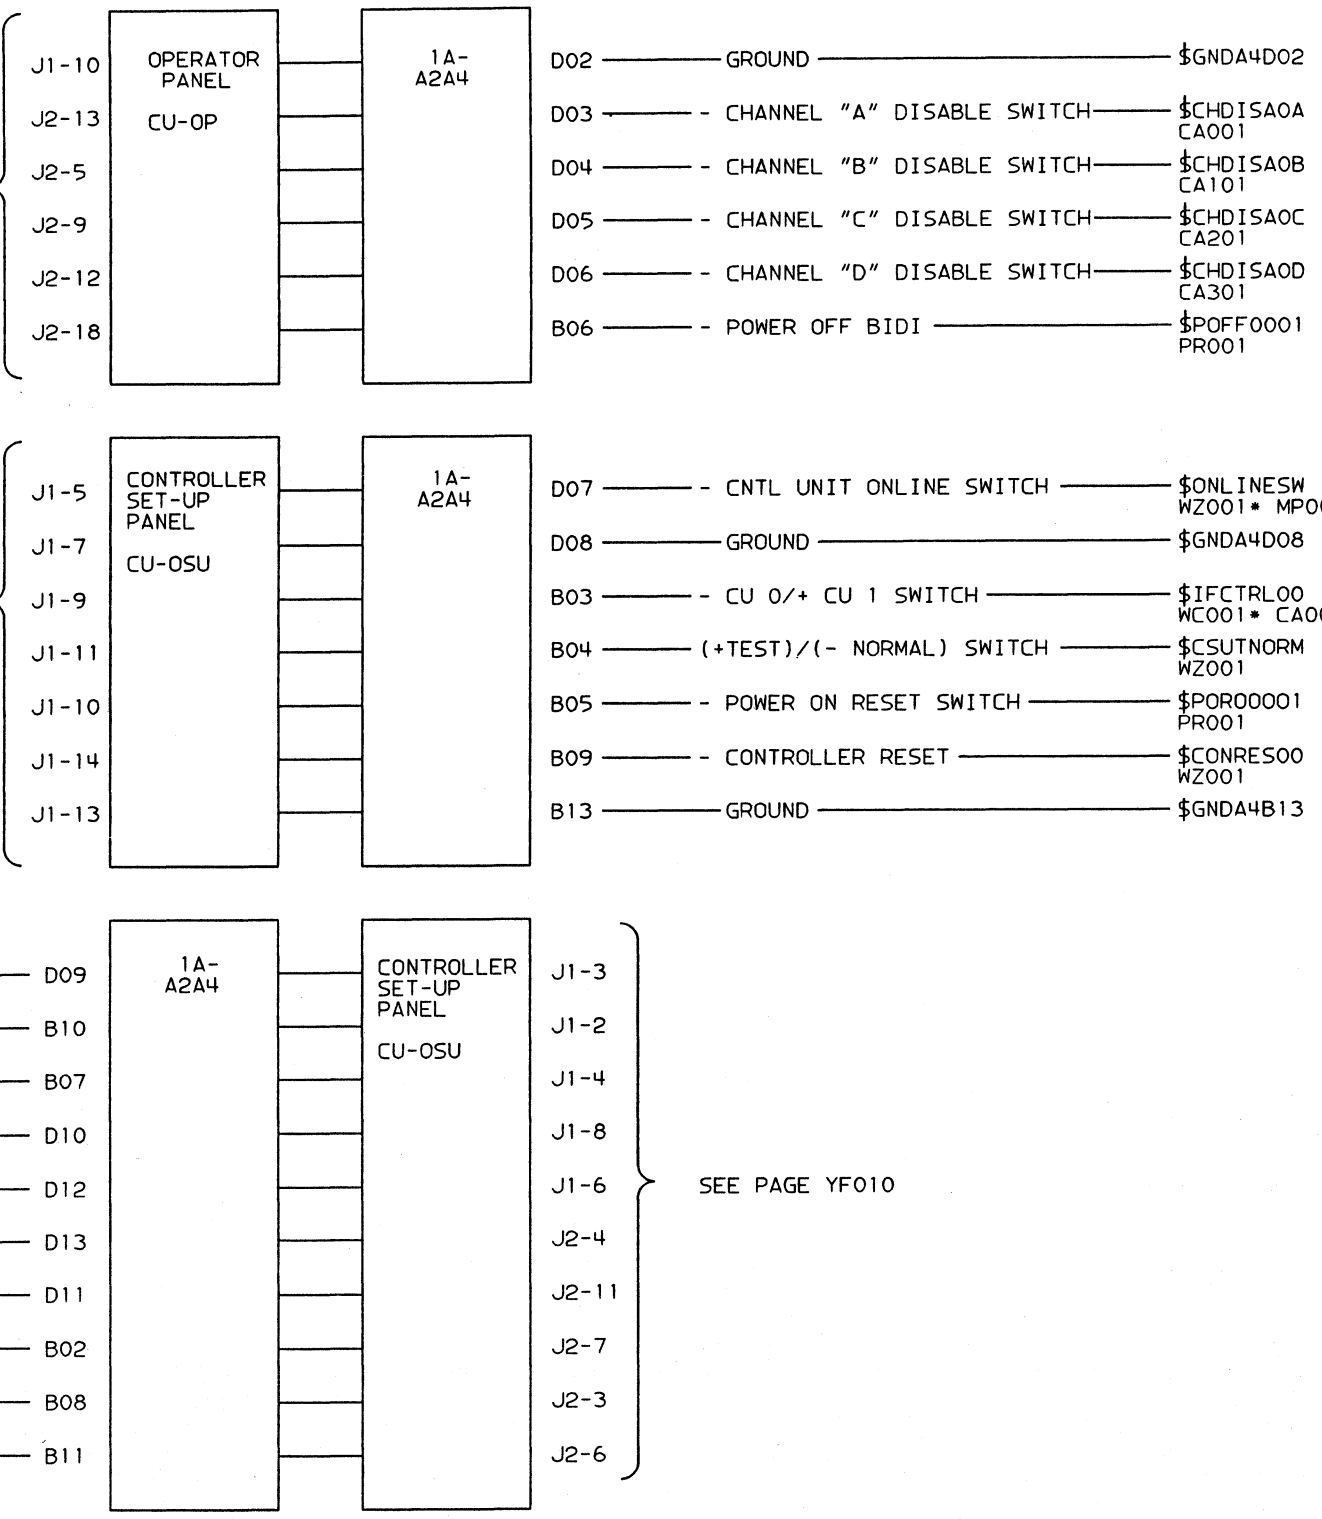 J1-10 OPERATOR 1A- D02 GROUND $GNDA4D02
PANEL A2A4
J2-13 CU-OP D03 - CHANNEL "A" DISABLE SWITCH $CHDISA0A
CA001
J2-5 D04 - CHANNEL "B" DISABLE SWITCH $CHDISA0B
CA101
J2-9 D05 - CHANNEL "C" DISABLE SWITCH $CHDISA0C
CA201
J2-12 D06 - CHANNEL "D" DISABLE SWITCH $CHDISA0D
CA301
J2-18 B06 - POWER OFF BIDI $POFF0001
PR001
J1-5 CONTROLLER 1A- D07 - CNTL UNIT ONLINE SWITCH $ONLINESW
SET-UP A2A4 WZ001* MP00
PANEL
J1-7 D08 GROUND $GNDA4D08
CU-OSU
J1-9 B03 - CU 0/+ CU 1 SWITCH $IFCTRL00
WC001* CA00
J1-11 B04 (+TEST)/(- NORMAL) SWITCH $CSUTNORM
WZ001
J1-10 B05 - POWER ON RESET SWITCH $POR00001
PR001
J1-14 B09 - CONTROLLER RESET $CONRES00
WZ001
J1-13 B13 GROUND $GNDA4B13
D09 1A- CONTROLLER J1-3
A2A4 SET-UP
PANEL
B10 J1-2
CU-OSU
B07 J1-4
D10 J1-8
D12 J1-6 SEE PAGE YF010
D13 J2-4
D11 J2-11
B02 J2-7
B08 J2-3
B11 J2-6